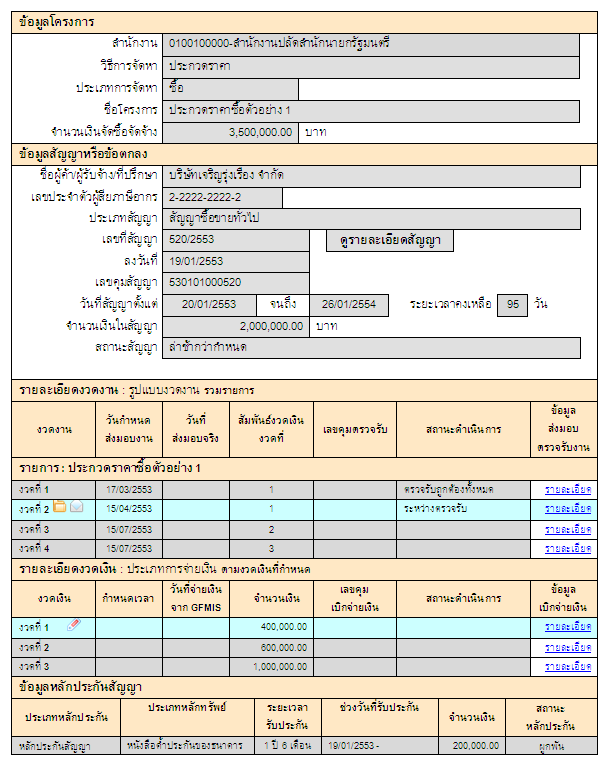 ข้อมูลโครงการ
สำนักงาน 0100100000-สำนักงานปลัดสำนักนายกรัฐมนตรี
วิธีการจัดหา ประกวดราคา
ประเภทการจัดหา ซื้อ
ชื่อโครงการ ประกวดราคาซื้อตัวอย่าง 1
จำนวนเงินจัดซื้อจัดจ้าง 3,500,000.00 บาท
ข้อมูลสัญญาหรือข้อตกลง
ชื่อผู้ค้า/ผู้รับจ้าง/ที่ปรึกษา บริษัทเจริญรุ่งเรือง จำกัด
เลขประจำตัวผู้เสียภาษีอากร 2-2222-2222-2
ประเภทสัญญา สัญญาซื้อขายทั่วไป
เลขที่สัญญา 520/2553 ดูรายละเอียดสัญญา
ลงวันที่ 19/01/2553
เลขคุมสัญญา 530101000520
วันที่สัญญาตั้งแต่ 20/01/2553 จนถึง 26/01/2554 ระยะเวลาคงเหลือ 95 วัน
จำนวนเงินในสัญญา 2,000,000.00 บาท
สถานะสัญญา ล่าช้ากว่ากำหนด
รายละเอียดงวดงาน : รูปแบบงวดงาน รวมรายการ
งวดงาน วันกำหนดส่งมอบงาน วันที่ส่งมอบจริง สัมพันธ์งวดเงินงวดที่ เลขคุมตรวจรับ สถานะดำเนินการ ข้อมูลส่งมอบตรวจรับงาน
รายการ : ประกวดราคาซื้อตัวอย่าง 1
งวดที่ 1 17/03/2553 1 ตรวจรับถูกต้องทั้งหมด รายละเอียด
งวดที่ 2 15/04/2553 1 ระหว่างตรวจรับ รายละเอียด
งวดที่ 3 15/07/2553 2 รายละเอียด
งวดที่ 4 15/07/2553 3 รายละเอียด
รายละเอียดงวดเงิน : ประเภทการจ่ายเงิน ตามงวดเงินที่กำหนด
งวดเงิน กำหนดเวลา วันที่จ่ายเงินจาก GFMIS จำนวนเงิน เลขคุมเบิกจ่ายเงิน สถานะดำเนินการ ข้อมูลเบิกจ่ายเงิน
งวดที่ 1 400,000.00 รายละเอียด
งวดที่ 2 600,000.00 รายละเอียด
งวดที่ 3 1,000,000.00 รายละเอียด
ข้อมูลหลักประกันสัญญา
ประเภทหลักประกัน ประเภทหลักทรัพย์ ระยะเวลารับประกัน ช่วงวันที่รับประกัน จำนวนเงิน สถานะหลักประกัน
หลักประกันสัญญา หนังสือค้ำประกันของธนาคาร 1 ปี 6 เดือน 19/01/2553 - 200,000.00 ผูกพัน